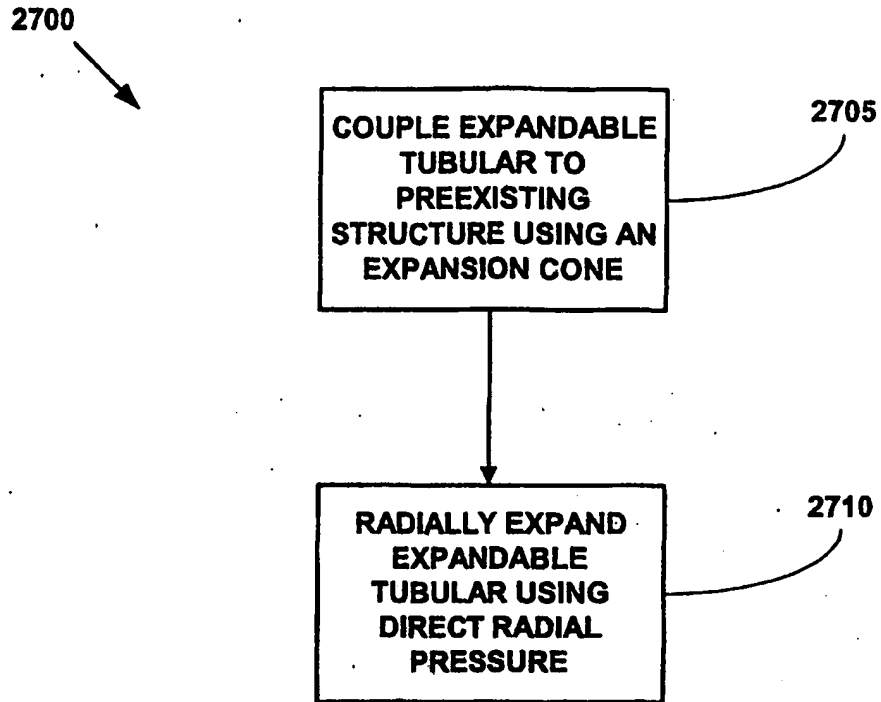 2700
COUPLE EXPANDABLE
TUBULAR TO
PREEXISTING
STRUCTURE USING AN
EXPANSION CONE
2705
RADIALLY EXPAND
EXPANDABLE
TUBULAR USING
DIRECT RADIAL
PRESSURE
2710